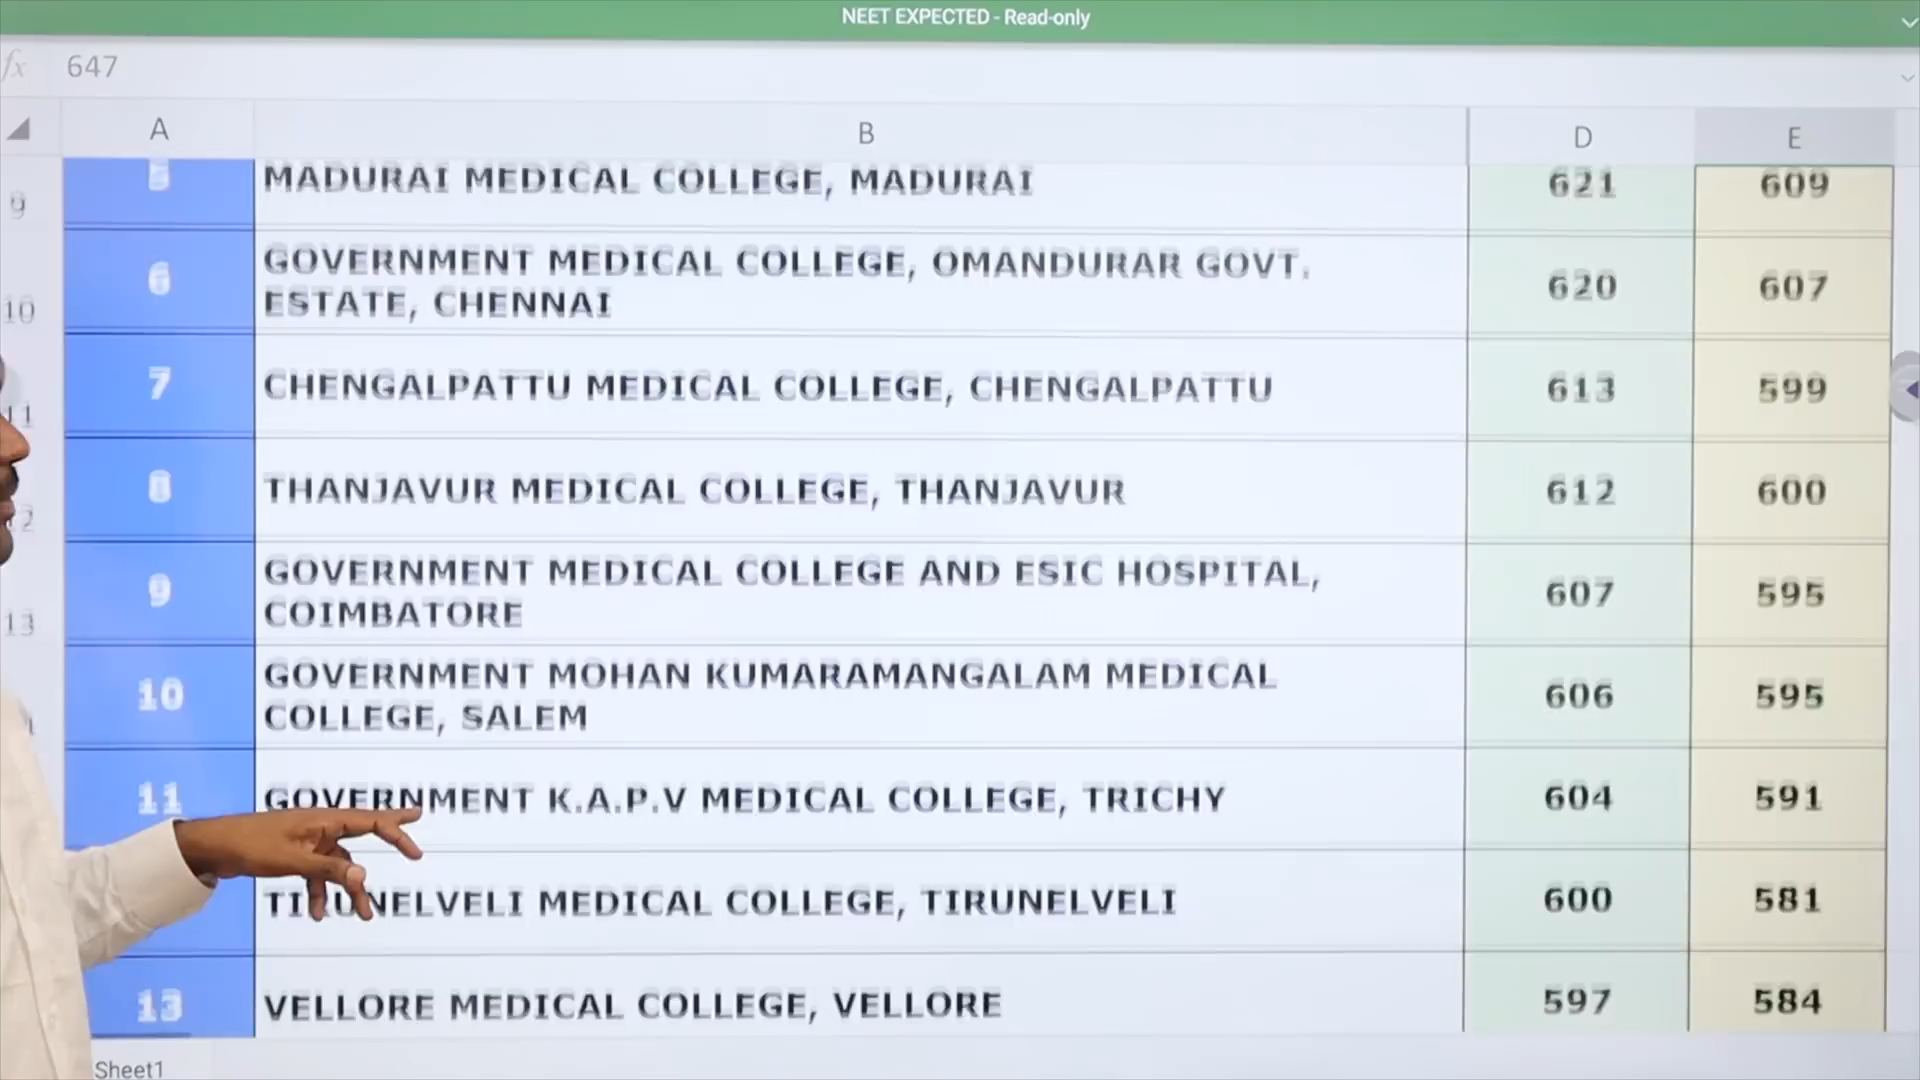 NEET EXPECTED - Read-only
fx 647
A B D E
9 5 MADURAI MEDICAL COLLEGE, MADURAI 621 609
10 6 GOVERNMENT MEDICAL COLLEGE, OMANDURAR GOVT. ESTATE, CHENNAI 620 607
11 7 CHENGALPATTU MEDICAL COLLEGE, CHENGALPATTU 613 599
8 THANJAVUR MEDICAL COLLEGE, THANJAVUR 612 600
13 9 GOVERNMENT MEDICAL COLLEGE AND ESIC HOSPITAL, COIMBATORE 607 595
10 GOVERNMENT MOHAN KUMARAMANGALAM MEDICAL COLLEGE, SALEM 606 595
11 GOVERNMENT K.A.P.V MEDICAL COLLEGE, TRICHY 604 591
TIRUNELVELI MEDICAL COLLEGE, TIRUNELVELI 600 581
13 VELLORE MEDICAL COLLEGE, VELLORE 597 584
Sheet1